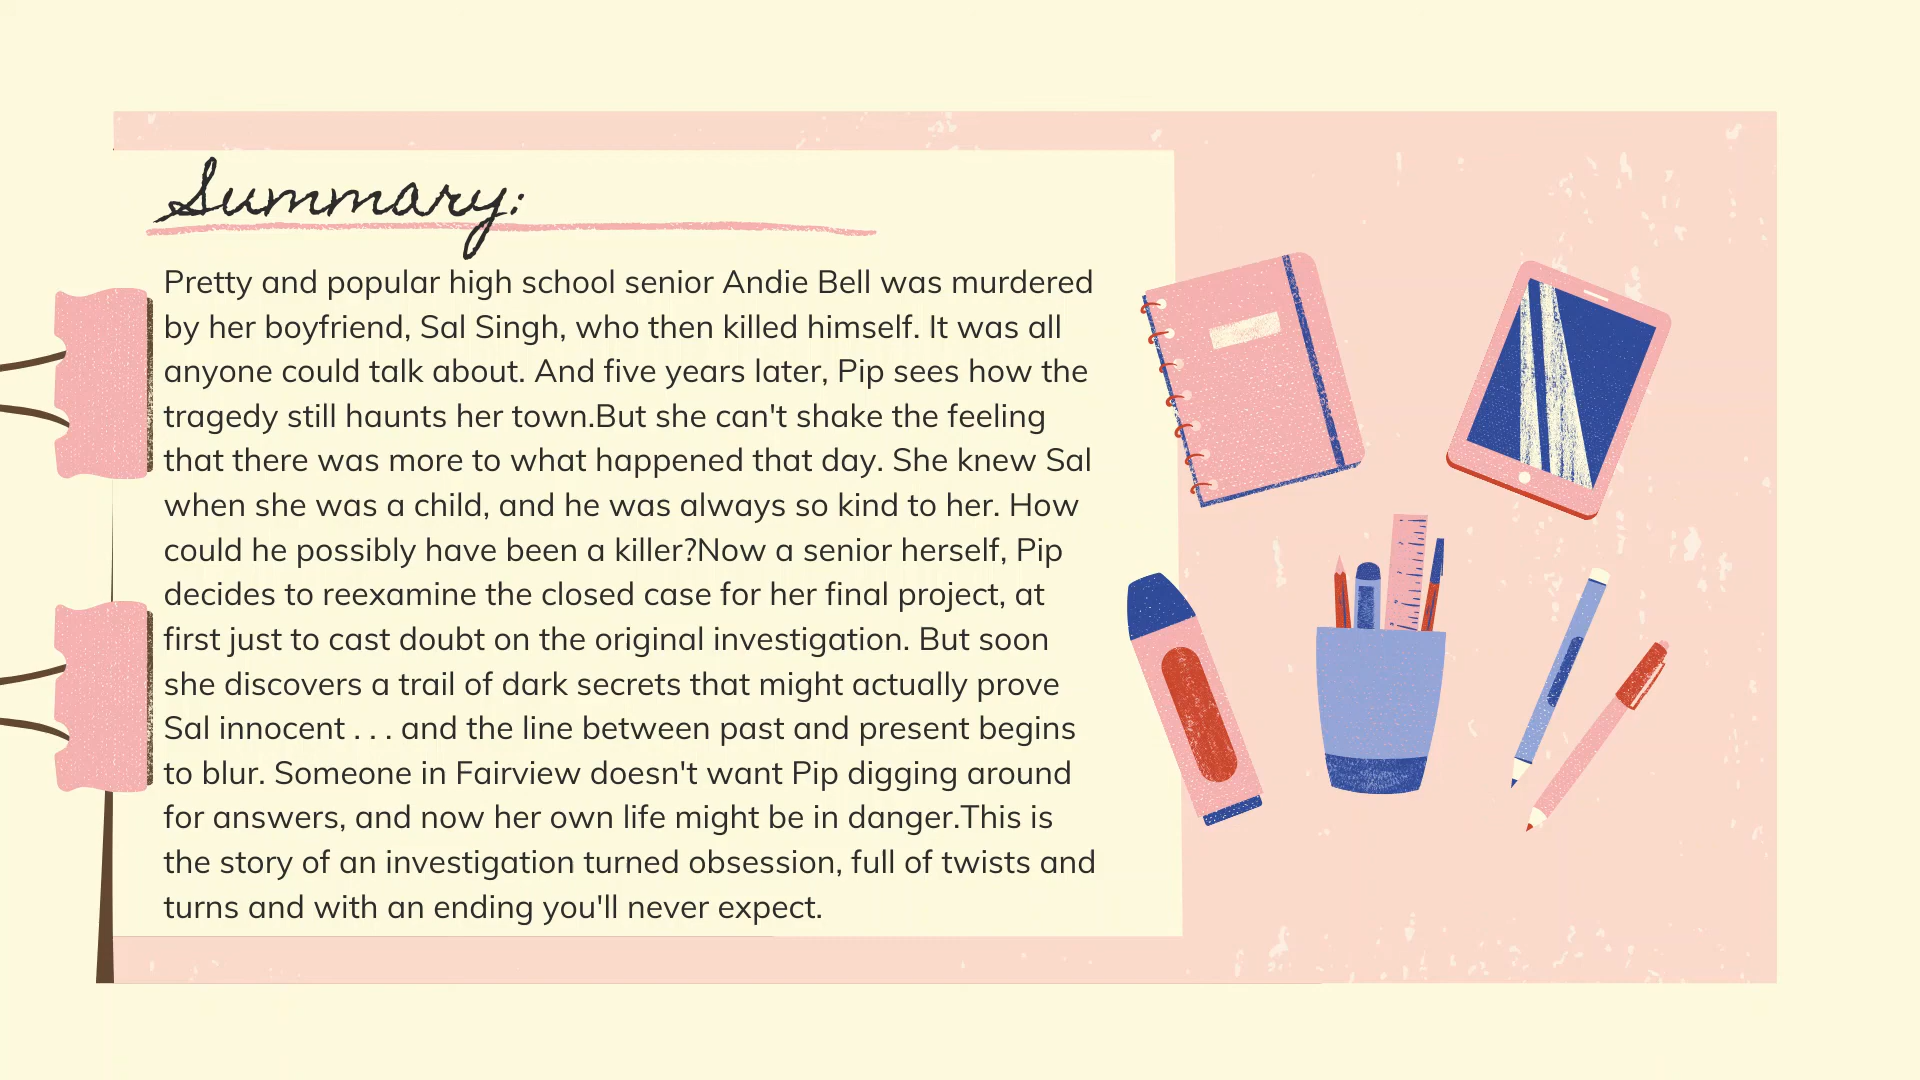 Summary:
Pretty and popular high school senior Andie Bell was murdered
by her boyfriend, Sal Singh, who then killed himself. It was all
anyone could talk about. And five years later, Pip sees how the
tragedy still haunts her town.But she can't shake the feeling
that there was more to what happened that day. She knew Sal
when she was a child, and he was always so kind to her. How
could he possibly have been a killer?Now a senior herself, Pip
decides to reexamine the closed case for her final project, at
first just to cast doubt on the original investigation. But soon
she discovers a trail of dark secrets that might actually prove
Sal innocent . . . and the line between past and present begins
to blur. Someone in Fairview doesn't want Pip digging around
for answers, and now her own life might be in danger.This is
the story of an investigation turned obsession, full of twists and
turns and with an ending you'll never expect.